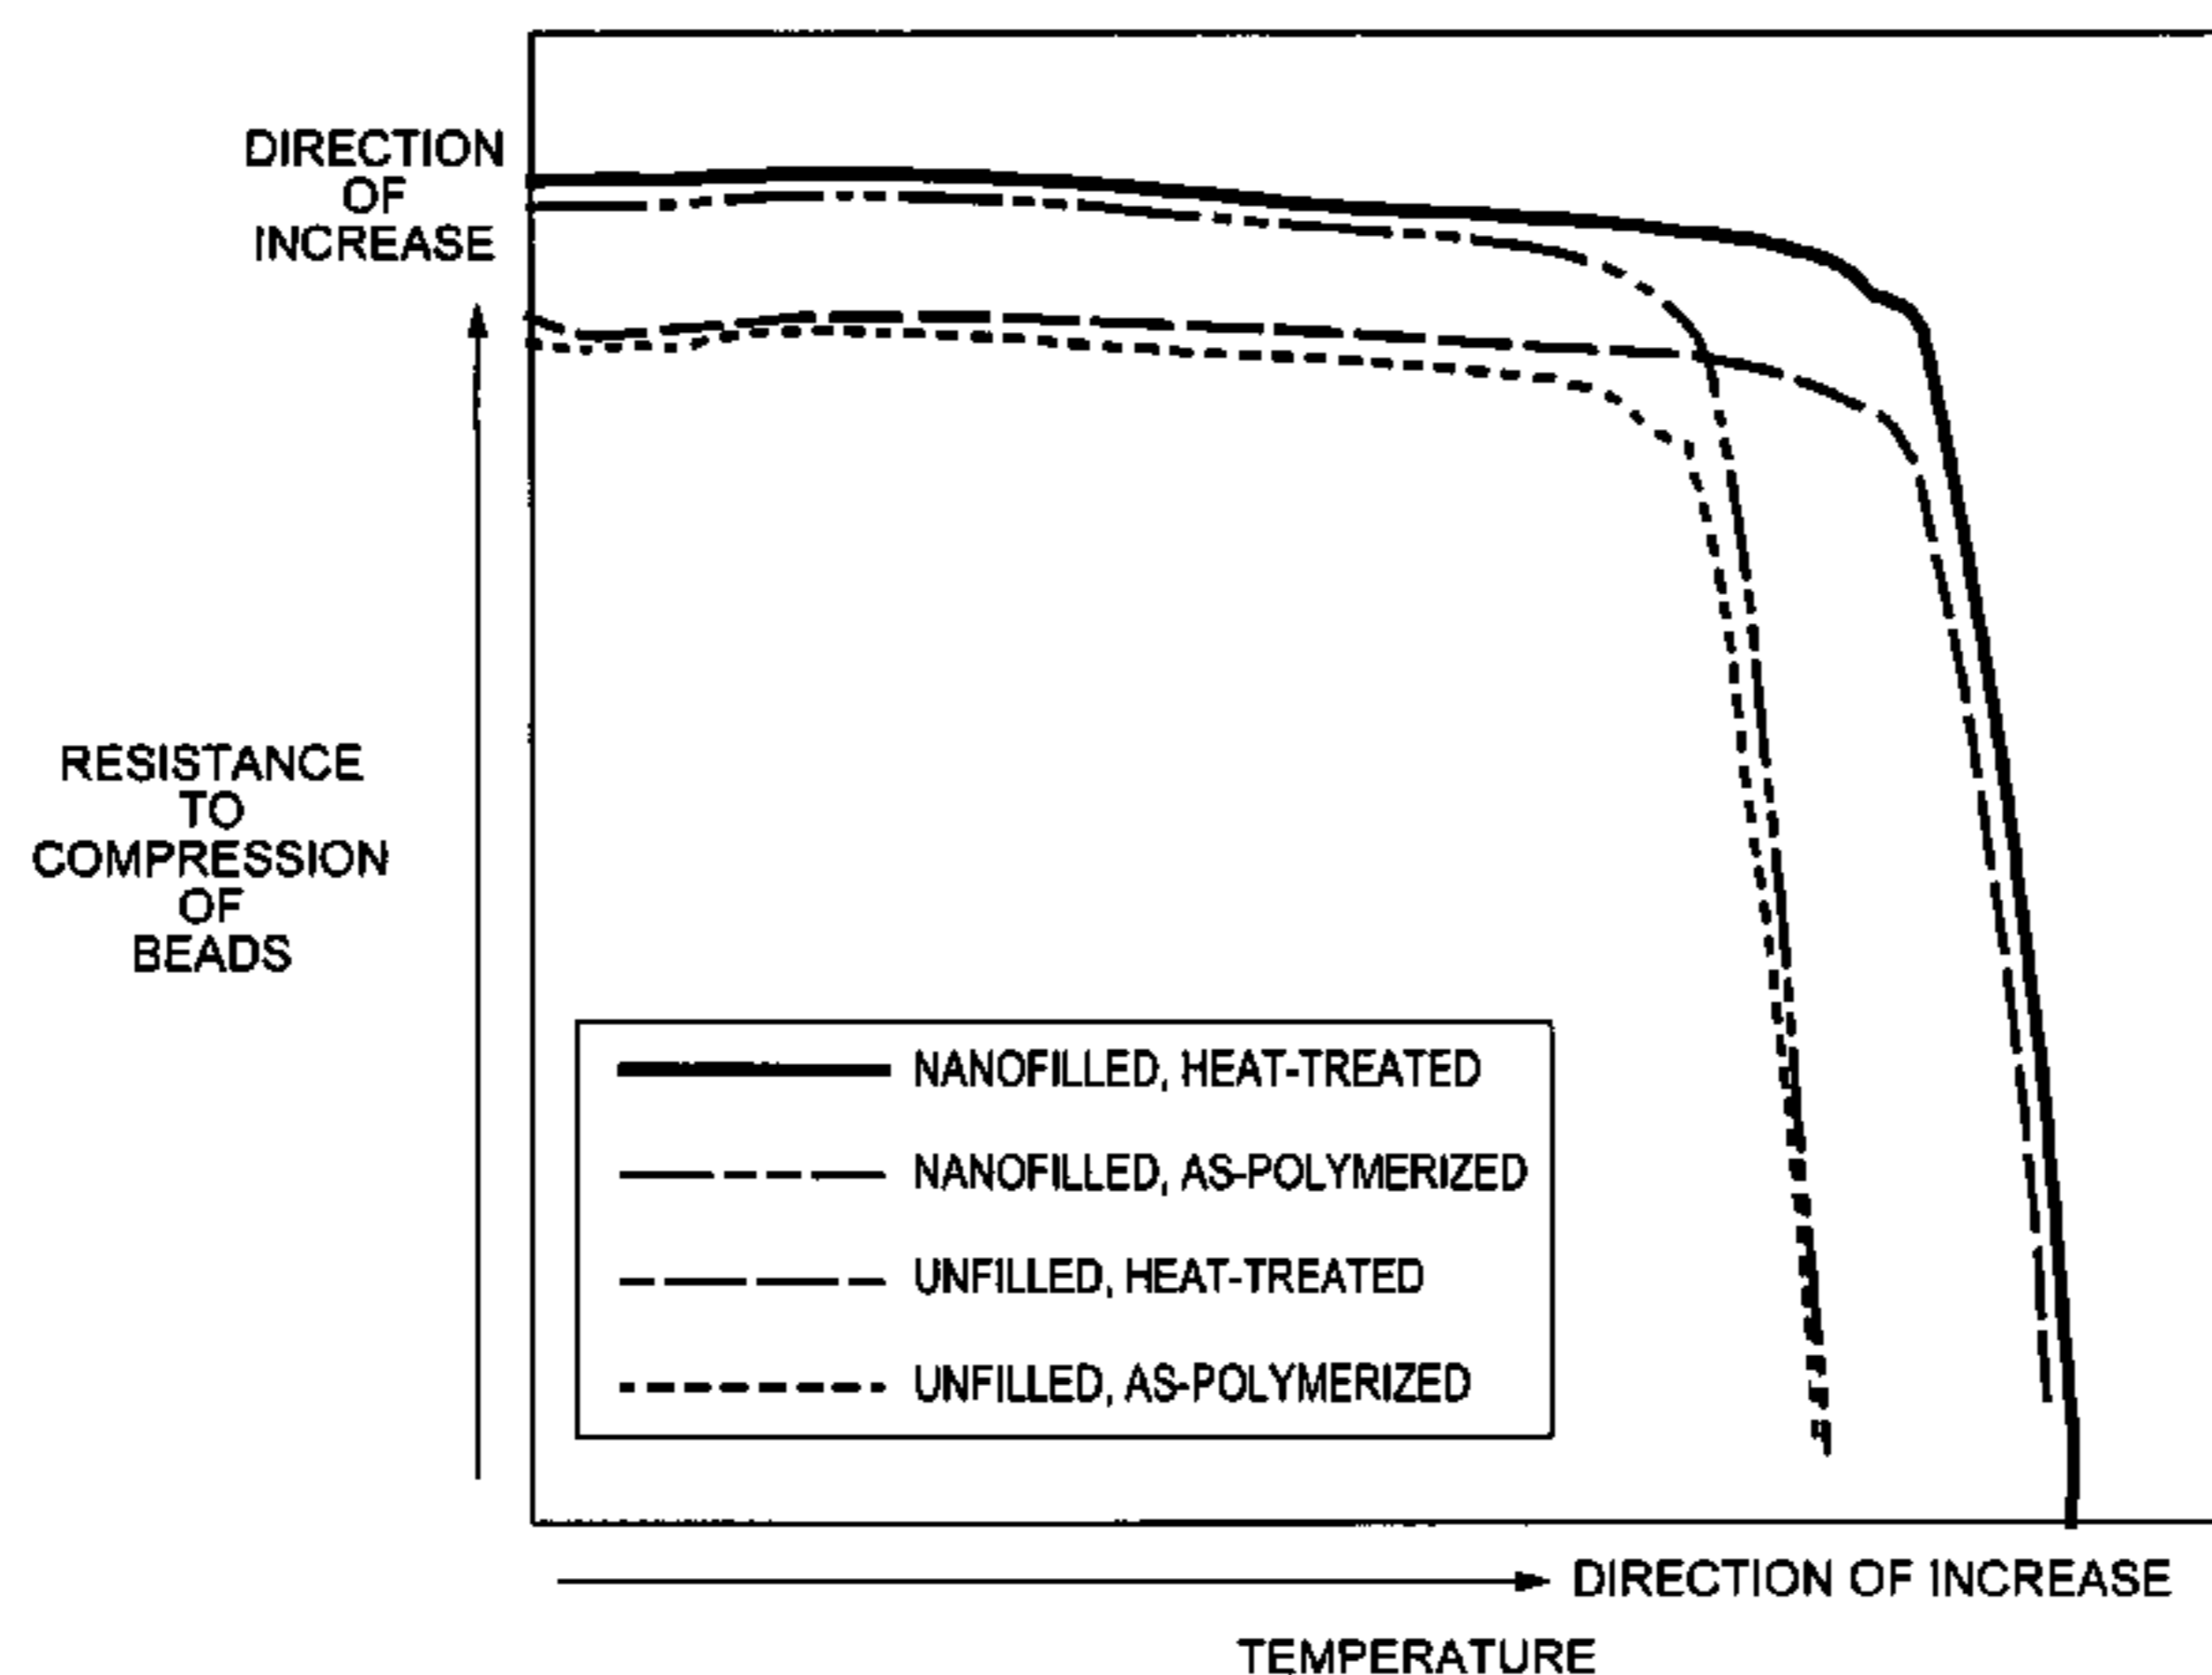 DIRECTION
OF
INCREASE
RESISTANCE
TO
COMPRESSION
OF
BEADS
NANOFILLED, HEAT-TREATED
NANOFILLED, AS-POLYMERIZED
UNFILLED, HEAT-TREATED
UNFILLED, AS-POLYMERIZED
DIRECTION OF INCREASE
TEMPERATURE